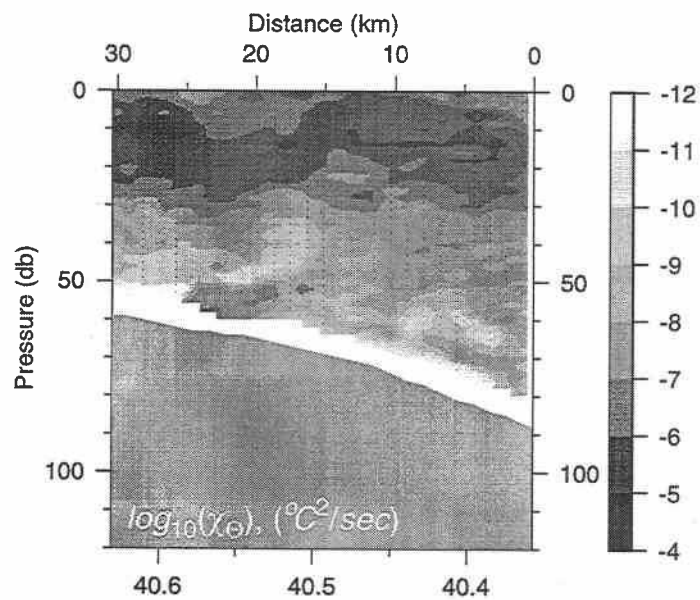 Distance (km)
30 20 10 0
0 50 100
Pressure (db)
0 50 100
-12
-11
-10
-9
-8
-7
-6
-5
-4
log10(χΘ), (°C²/sec)
40.6 40.5 40.4